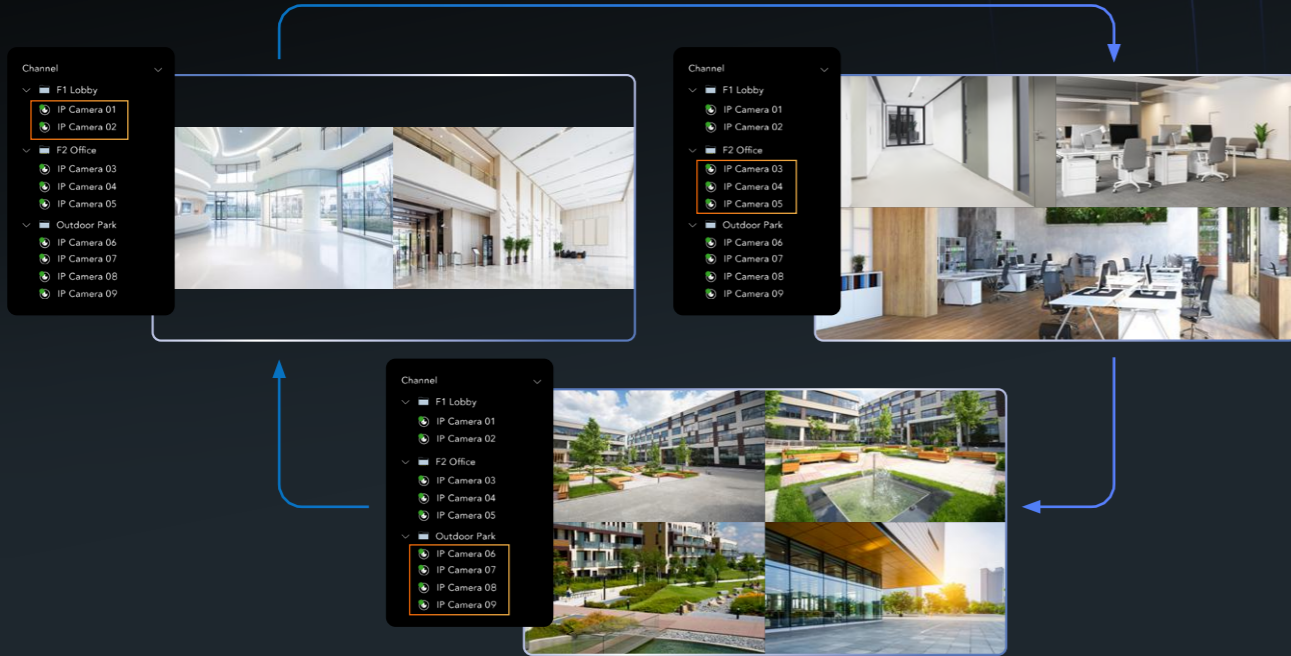 Channel
F1 Lobby
IP Camera 01
IP Camera 02
F2 Office
IP Camera 03
IP Camera 04
IP Camera 05
Outdoor Park
IP Camera 06
IP Camera 07
IP Camera 08
IP Camera 09
Channel
F1 Lobby
IP Camera 01
IP Camera 02
F2 Office
IP Camera 03
IP Camera 04
IP Camera 05
Outdoor Park
IP Camera 06
IP Camera 07
IP Camera 08
IP Camera 09
Channel
F1 Lobby
IP Camera 01
IP Camera 02
F2 Office
IP Camera 03
IP Camera 04
IP Camera 05
Outdoor Park
IP Camera 06
IP Camera 07
IP Camera 08
IP Camera 09